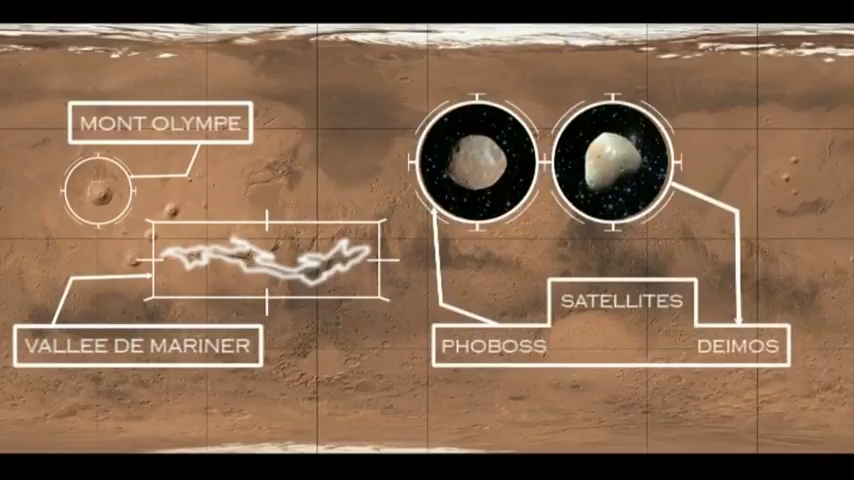 MONT OLYMPE
VALLEE DE MARINER
SATELLITES
PHOBOSS
DEIMOS